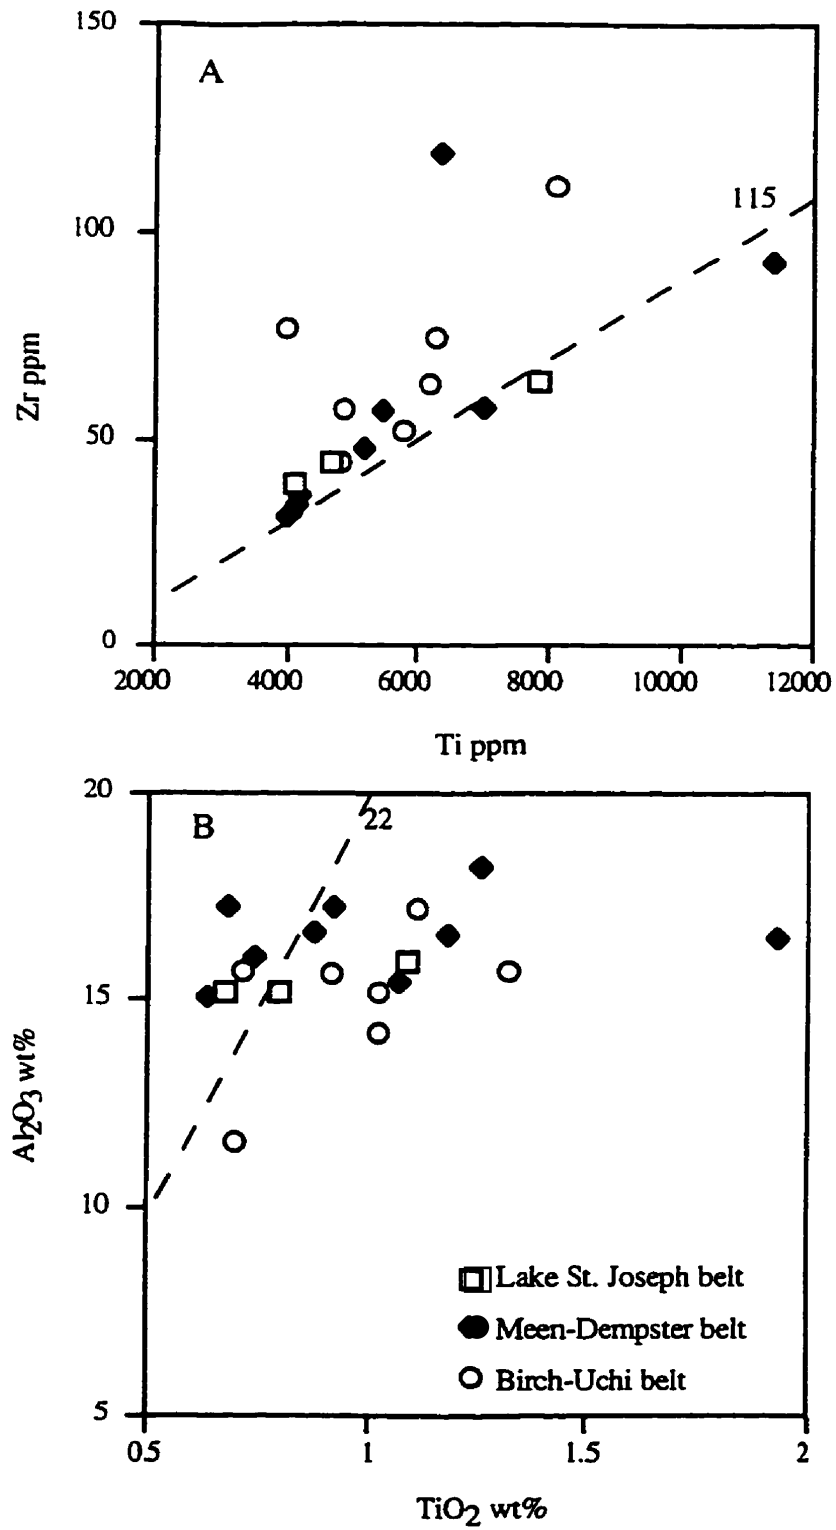 150
A
115
100
Zr ppm
50
0
2000 4000 6000 8000 10000 12000
Ti ppm
20
B
22
15
Al2O3 wt%
10
Lake St. Joseph belt
Meen-Dempster belt
Birch-Uchi belt
5
0.5 1 1.5 2
TiO2 wt%